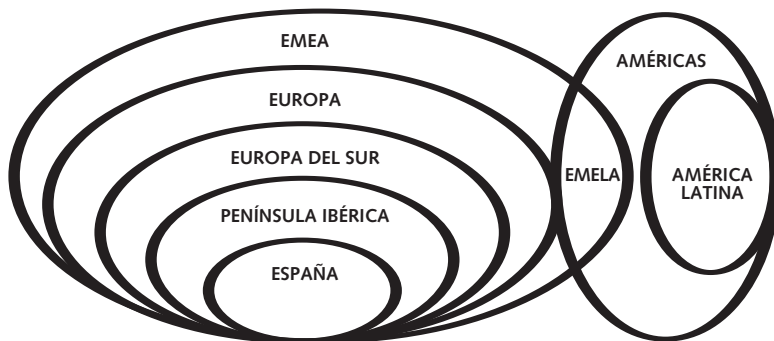 EMEA
AMÉRICAS
EUROPA
EUROPA DEL SUR
EMELA
AMÉRICA
LATINA
PENÍNSULA IBÉRICA
ESPAÑA